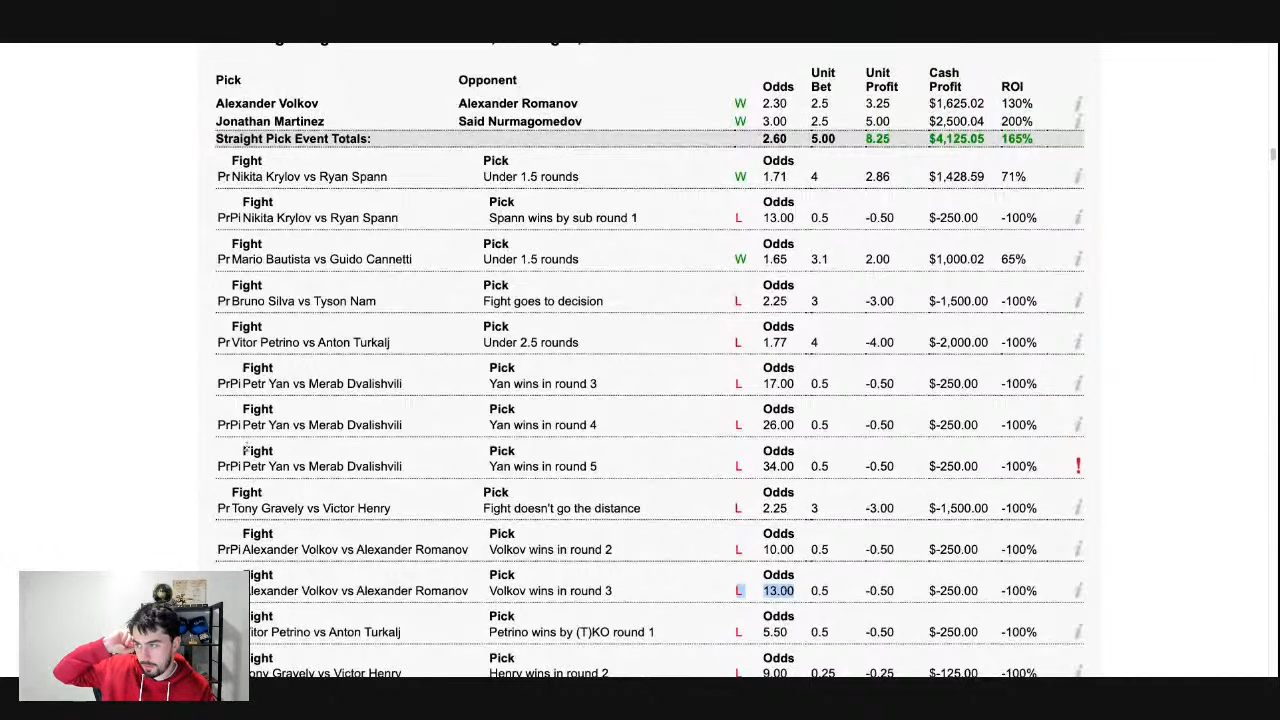 Pick Opponent Odds Unit Bet Unit Profit Cash Profit ROI
Alexander Volkov Alexander Romanov W 2.30 2.5 3.25 $1,625.02 130%
Jonathan Martinez Said Nurmagomedov W 3.00 2.5 5.00 $2,500.04 200%
Straight Pick Event Totals: 2.60 5.00 8.25 $4,125.05 165%
Fight Pick Odds
Pr Nikita Krylov vs Ryan Spann Under 1.5 rounds W 1.71 4 2.86 $1,428.59 71%
Fight Pick Odds
PrPi Nikita Krylov vs Ryan Spann Spann wins by sub round 1 L 13.00 0.5 -0.50 $-250.00 -100%
Fight Pick Odds
Pr Mario Bautista vs Guido Cannetti Under 1.5 rounds W 1.65 3.1 2.00 $1,000.02 65%
Fight Pick Odds
Pr Bruno Silva vs Tyson Nam Fight goes to decision L 2.25 3 -3.00 $-1,500.00 -100%
Fight Pick Odds
Pr Vitor Petrino vs Anton Turkalj Under 2.5 rounds L 1.77 4 -4.00 $-2,000.00 -100%
Fight Pick Odds
PrPi Petr Yan vs Merab Dvalishvili Yan wins in round 3 L 17.00 0.5 -0.50 $-250.00 -100%
Fight Pick Odds
PrPi Petr Yan vs Merab Dvalishvili Yan wins in round 4 L 26.00 0.5 -0.50 $-250.00 -100%
Fight Pick Odds
PrPi Petr Yan vs Merab Dvalishvili Yan wins in round 5 L 34.00 0.5 -0.50 $-250.00 -100% !
Fight Pick Odds
Pr Tony Gravely vs Victor Henry Fight doesn't go the distance L 2.25 3 -3.00 $-1,500.00 -100%
Fight Pick Odds
PrPi Alexander Volkov vs Alexander Romanov Volkov wins in round 2 L 10.00 0.5 -0.50 $-250.00 -100%
ight Pick Odds
lexander Volkov vs Alexander Romanov Volkov wins in round 3 L 13.00 0.5 -0.50 $-250.00 -100%
ight Pick Odds
itor Petrino vs Anton Turkalj Petrino wins by (T)KO round 1 L 5.50 0.5 -0.50 $-250.00 -100%
ight Pick Odds
ony Gravely vs Victor Henry Henry wins in round 2 L 9.00 0.25 -0.25 $-125.00 -100%